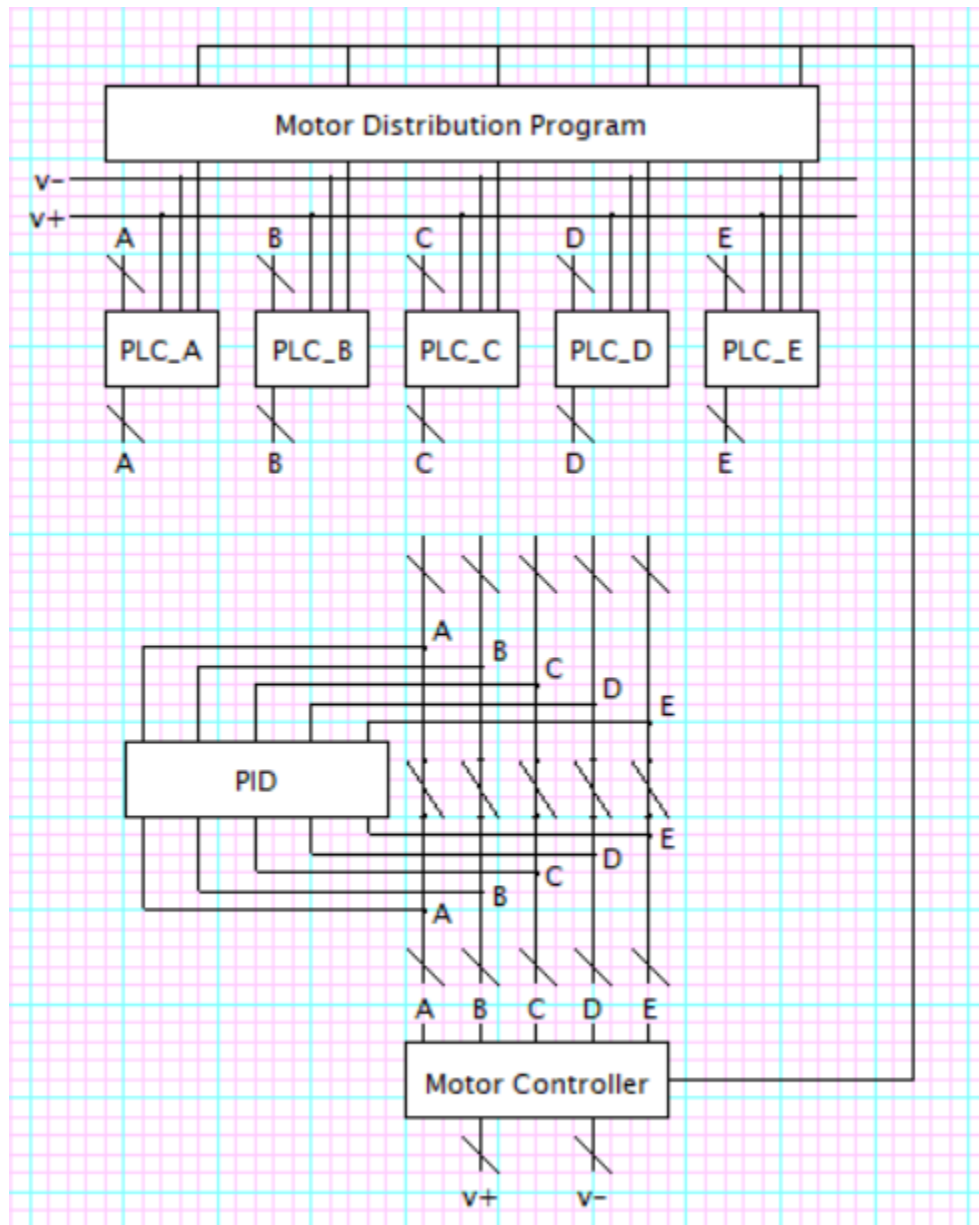 Motor Distribution Program
v-
v+
A B C D E
PLC_A PLC_B PLC_C PLC_D PLC_E
A B C D E
A
B
C
D
E
PID
E
D
C
B
A
A B C D E
Motor Controller
v+ v-